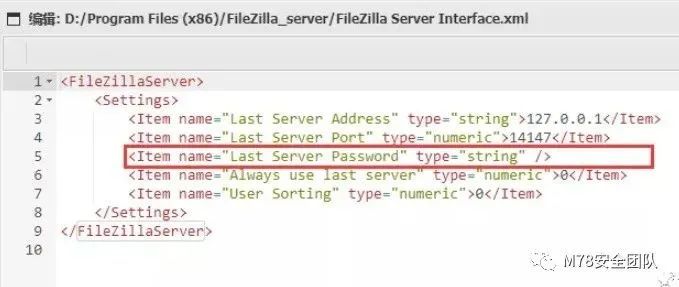 编辑: D:/Program Files (x86)/FileZilla_server/FileZilla Server Interface.xml
1 <FileZillaServer>
2 <Settings>
3 <Item name="Last Server Address" type="string">127.0.0.1</Item>
4 <Item name="Last Server Port" type="numeric">14147</Item>
5 <Item name="Last Server Password" type="string" />
6 <Item name="Always use last server" type="numeric">0</Item>
7 <Item name="User Sorting" type="numeric">0</Item>
8 </Settings>
9 </FileZillaServer>
10
M78安全团队